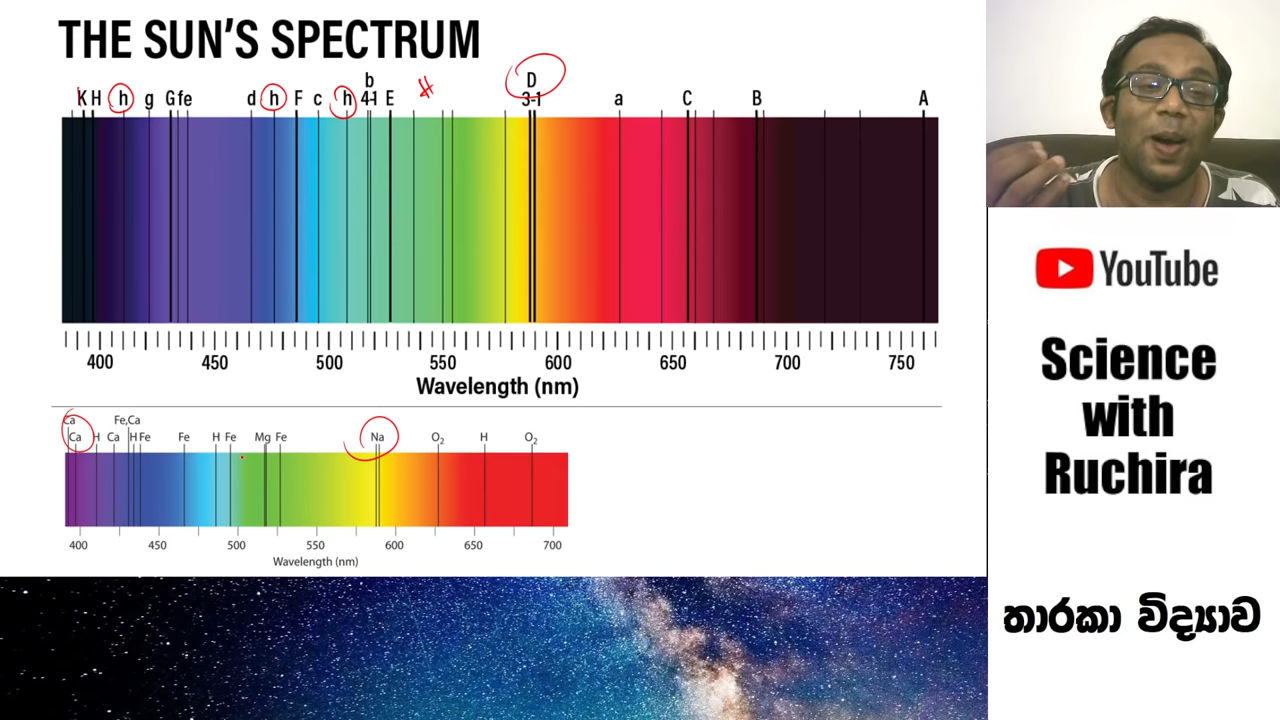 THE SUN'S SPECTRUM
b
D
K H h g G f e d h F c h 4-1 E H 3-1 a C B A
400 450 500 550 600 650 700 750
Wavelength (nm)
Ca Fe,Ca
Ca H Ca H Fe Fe H Fe Mg Fe Na O₂ H O₂
400 450 500 550 600 650 700
Wavelength (nm)
YouTube
Science
with
Ruchira
තාරකා විද්‍යාව